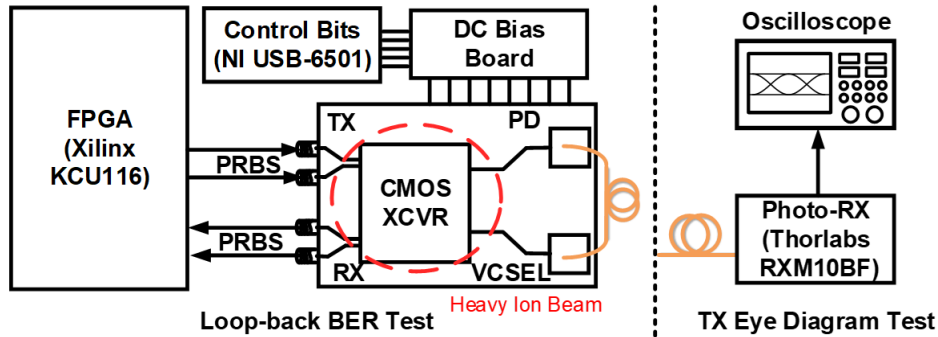 Control Bits
(NI USB-6501)
DC Bias
Board
Oscilloscope
FPGA
(Xilinx
KCU116)
TX
PD
PRBS
CMOS
XCVR
PRBS
RX
VCSEL
Heavy Ion Beam
Photo-RX
(Thorlabs
RXM10BF)
Loop-back BER Test
TX Eye Diagram Test